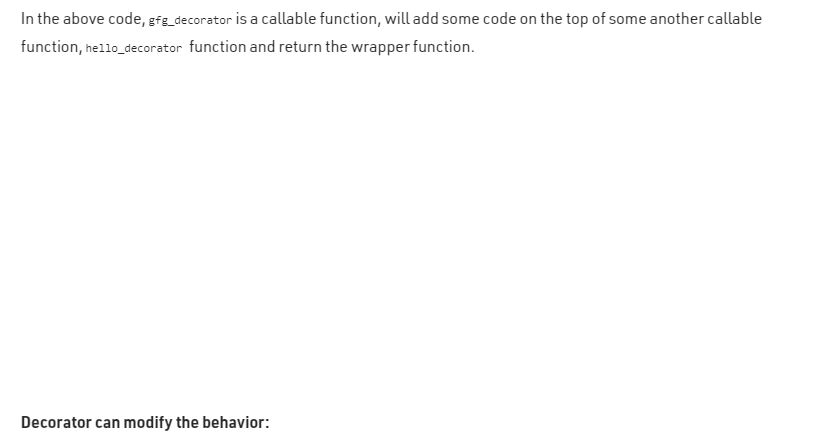 In the above code, gfg_decorator is a callable function, will add some code on the top of some another callable
function, hello_decorator function and return the wrapper function.
Decorator can modify the behavior: